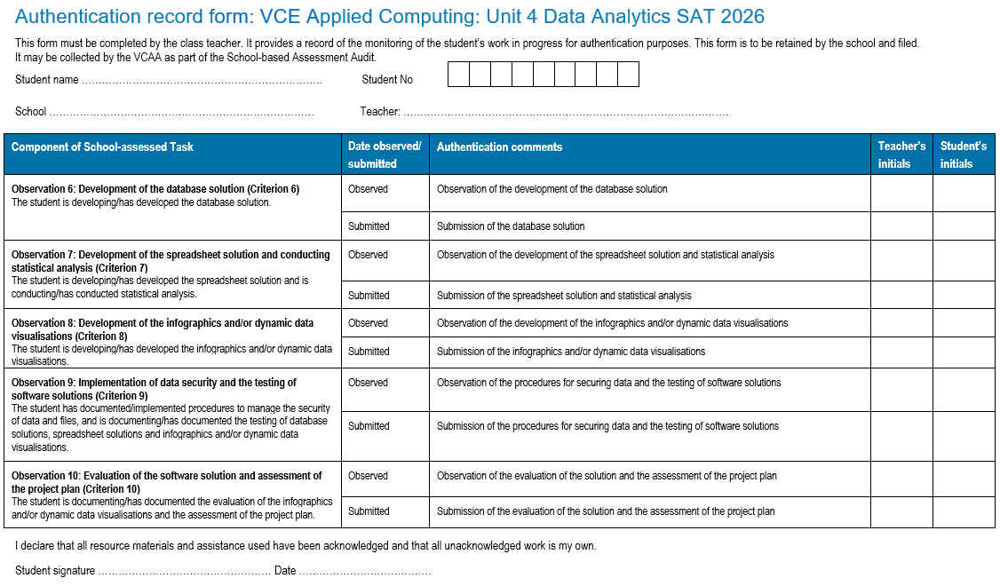 Authentication record form: VCE Applied Computing: Unit 4 Data Analytics SAT 2026
This form must be completed by the class teacher. It provides a record of the monitoring of the student’s work in progress for authentication purposes. This form is to be retained by the school and filed.
It may be collected by the VCAA as part of the School-based Assessment Audit.
Student name ……………………………………………………………. Student No
School ………………………………………………………………… Teacher: ………………………………………………………………………………….
Component of School-assessed Task
Date observed/
submitted
Authentication comments
Teacher’s
initials
Student’s
initials
Observation 6: Development of the database solution (Criterion 6)
The student is developing/has developed the database solution.
Observed
Observation of the development of the database solution
Submitted
Submission of the database solution
Observation 7: Development of the spreadsheet solution and conducting
statistical analysis (Criterion 7)
The student is developing/has developed the spreadsheet solution and is
conducting/has conducted statistical analysis.
Observed
Observation of the development of the spreadsheet solution and statistical analysis
Submitted
Submission of the spreadsheet solution and statistical analysis
Observation 8: Development of the infographics and/or dynamic data
visualisations (Criterion 8)
The student is developing/has developed the infographics and/or dynamic data
visualisations.
Observed
Observation of the development of the infographics and/or dynamic data visualisations
Submitted
Submission of the infographics and/or dynamic data visualisations
Observation 9: Implementation of data security and the testing of
software solutions (Criterion 9)
The student has documented/implemented procedures to manage the security
of data and files, and is documenting/has documented the testing of database
solutions, spreadsheet solutions and infographics and/or dynamic data
visualisations.
Observed
Observation of the procedures for securing data and the testing of software solutions
Submitted
Submission of the procedures for securing data and the testing of software solutions
Observation 10: Evaluation of the software solution and assessment of
the project plan (Criterion 10)
The student is documenting/has documented the evaluation of the infographics
and/or dynamic data visualisations and the assessment of the project plan.
Observed
Observation of the evaluation of the solution and the assessment of the project plan
Submitted
Submission of the evaluation of the solution and the assessment of the project plan
I declare that all resource materials and assistance used have been acknowledged and that all unacknowledged work is my own.
Student signature ………………………………………… Date …………………………………